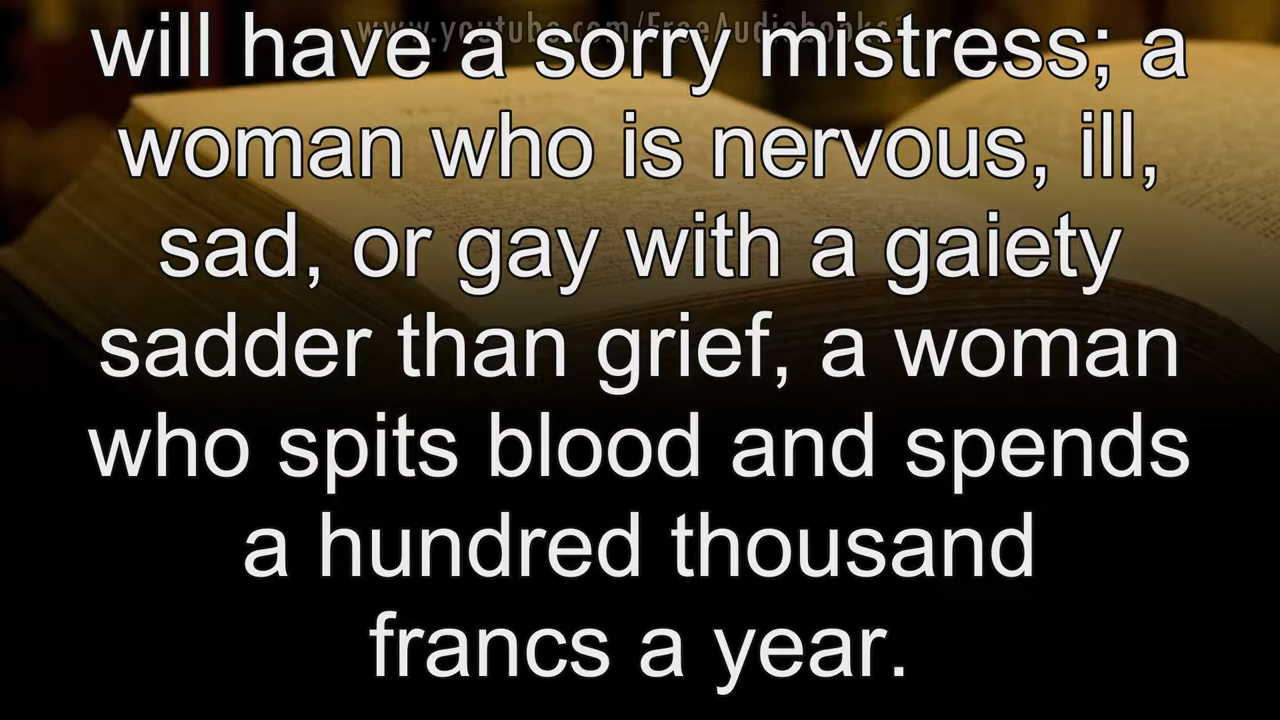 www.youtube.com/FreeAudiobooks
will have a sorry mistress; a
woman who is nervous, ill,
sad, or gay with a gaiety
sadder than grief, a woman
who spits blood and spends
a hundred thousand
francs a year.